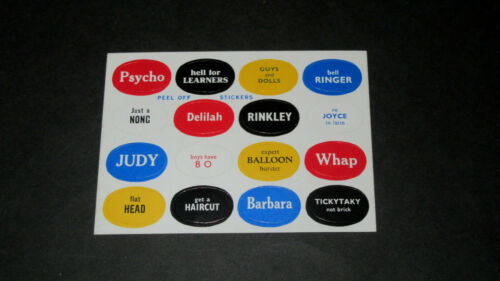 Psycho
hell for
LEARNERS
GUYS
and
DOLLS
bell
RINGER
PEEL OFF STICKERS
Just a
NONG
Delilah
RINKLEY
re
JOYCE
in latin
JUDY
boys have
B O
expert
BALLOON
burster
Whap
flat
HEAD
get a
HAIRCUT
Barbara
TICKYTAKY
not brick